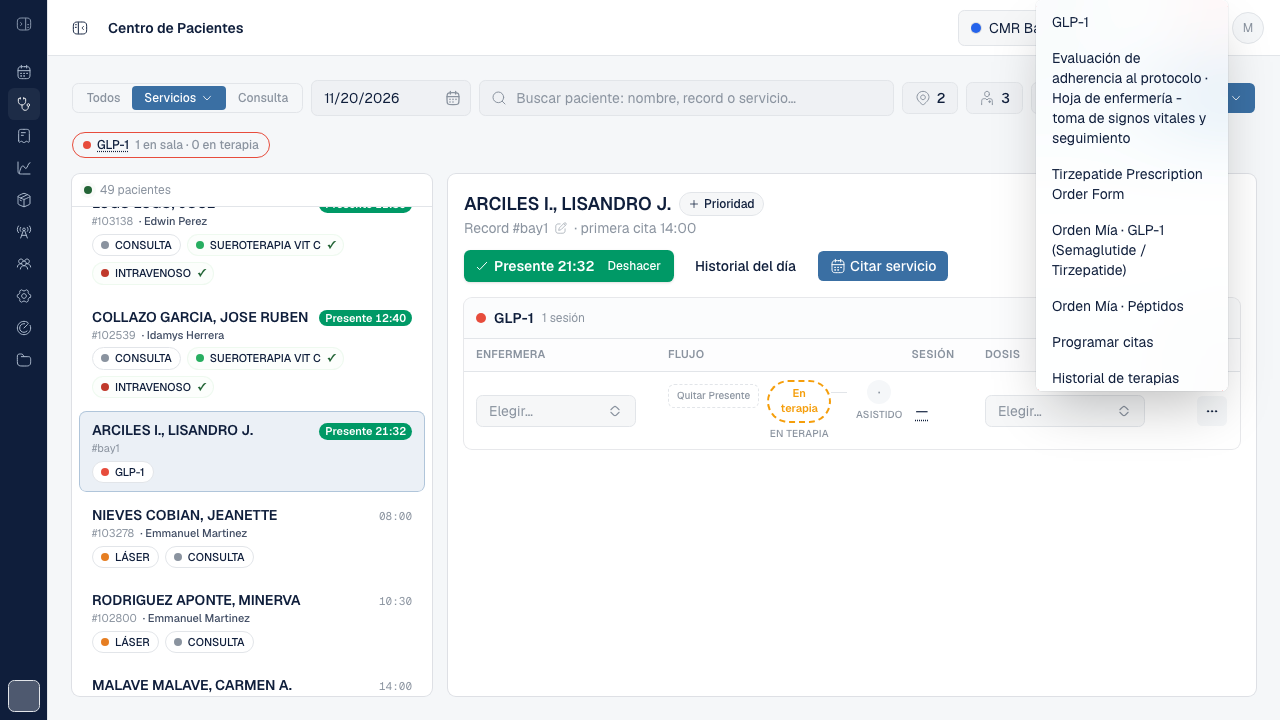 Centro de Pacientes
CMR Ba
M
Todos
Servicios
Consulta
11/20/2026
Buscar paciente: nombre, record o servicio...
2
3
GLP-1 1 en sala · 0 en terapia
49 pacientes
#103138 · Edwin Perez
CONSULTA
SUEROTERAPIA VIT C ✓
INTRAVENOSO ✓
COLLAZO GARCIA, JOSE RUBEN
Presente 12:40
#102539 · Idamys Herrera
CONSULTA
SUEROTERAPIA VIT C ✓
INTRAVENOSO ✓
ARCILES I., LISANDRO J.
Presente 21:32
#bay1
GLP-1
NIEVES COBIAN, JEANETTE
08:00
#103278 · Emmanuel Martinez
LÁSER
CONSULTA
RODRIGUEZ APONTE, MINERVA
10:30
#102800 · Emmanuel Martinez
LÁSER
CONSULTA
MALAVE MALAVE, CARMEN A.
14:00
ARCILES I., LISANDRO J.
+ Prioridad
Record #bay1 · primera cita 14:00
✓ Presente 21:32 Deshacer
Historial del día
Citar servicio
GLP-1 1 sesión
ENFERMERA
FLUJO
SESIÓN
DOSIS
Elegir...
Quitar Presente
En
terapia
EN TERAPIA
·
ASISTIDO
—
Elegir...
···
GLP-1
Evaluación de
adherencia al protocolo ·
Hoja de enfermería -
toma de signos vitales y
seguimiento
Tirzepatide Prescription
Order Form
Orden Mía · GLP-1
(Semaglutide /
Tirzepatide)
Orden Mía · Péptidos
Programar citas
Historial de terapias